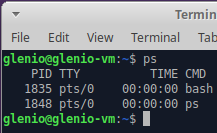 Termin
File Edit View Terminal Tab
glenio@glenio-vm:~$ ps
PID TTY TIME CMD
1835 pts/0 00:00:00 bash
1848 pts/0 00:00:00 ps
glenio@glenio-vm:~$